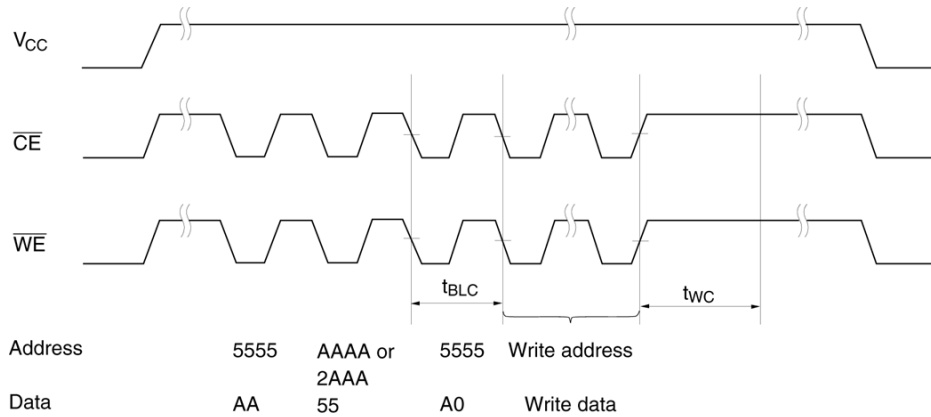 VCC
CE
WE
tBLC
tWC
Address 5555 AAAA or 2AAA 5555 Write address
Data AA 55 A0 Write data